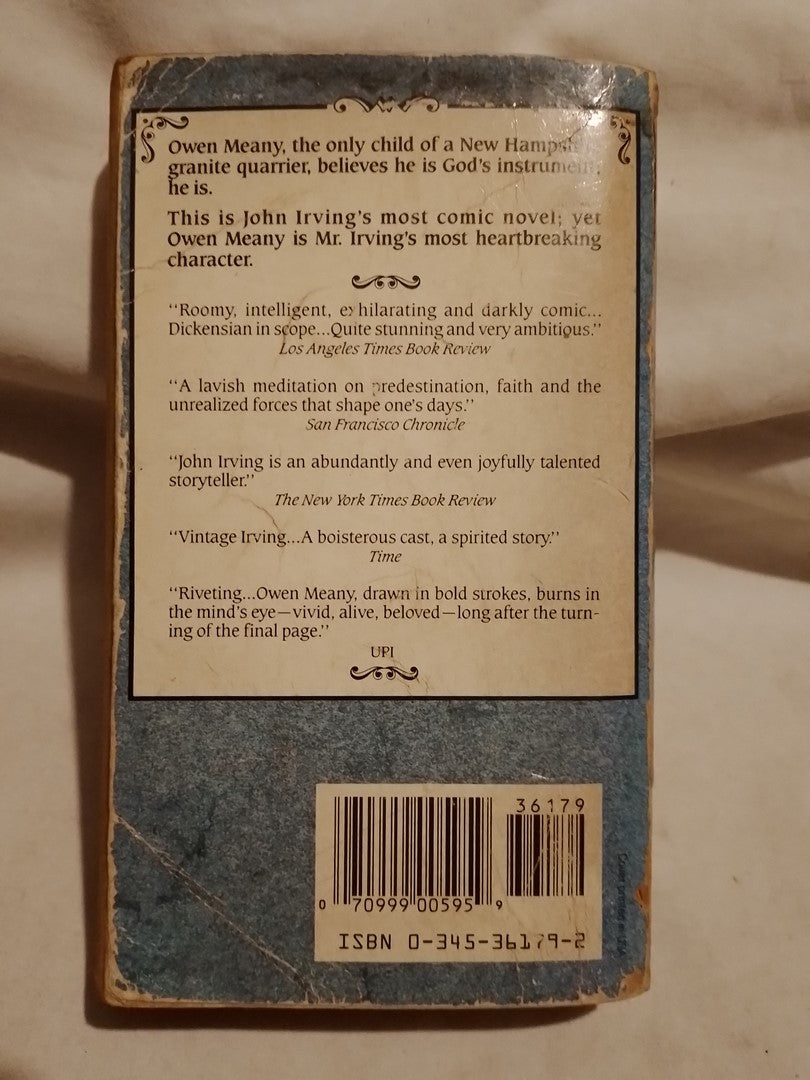 Owen Meany, the only child of a New
granite quarrier, believes he is God's
he is.
This is John Irving's most comic novel; yet
Owen Meany is Mr. Irving's most heartbreaking
character.
"Roomy, intelligent, exhilarating and darkly comic...
Dickensian in scope...Quite stunning and very ambitious."
Los Angeles Times Book Review
"A lavish meditation on predestination, faith and the
unrealized forces that shape one's days."
San Francisco Chronicle
"John Irving is an abundantly and even joyfully talented
storyteller."
The New York Times Book Review
"Vintage Irving...A boisterous cast, a spirited story."
Time
"Riveting...Owen Meany, drawn in bold strokes, burns in
the mind's eye—vivid, alive, beloved—long after the turn-
ing of the final page."
UPI
36179
0 70999 00595 9
ISBN 0-345-36179-2
Cover printed in USA